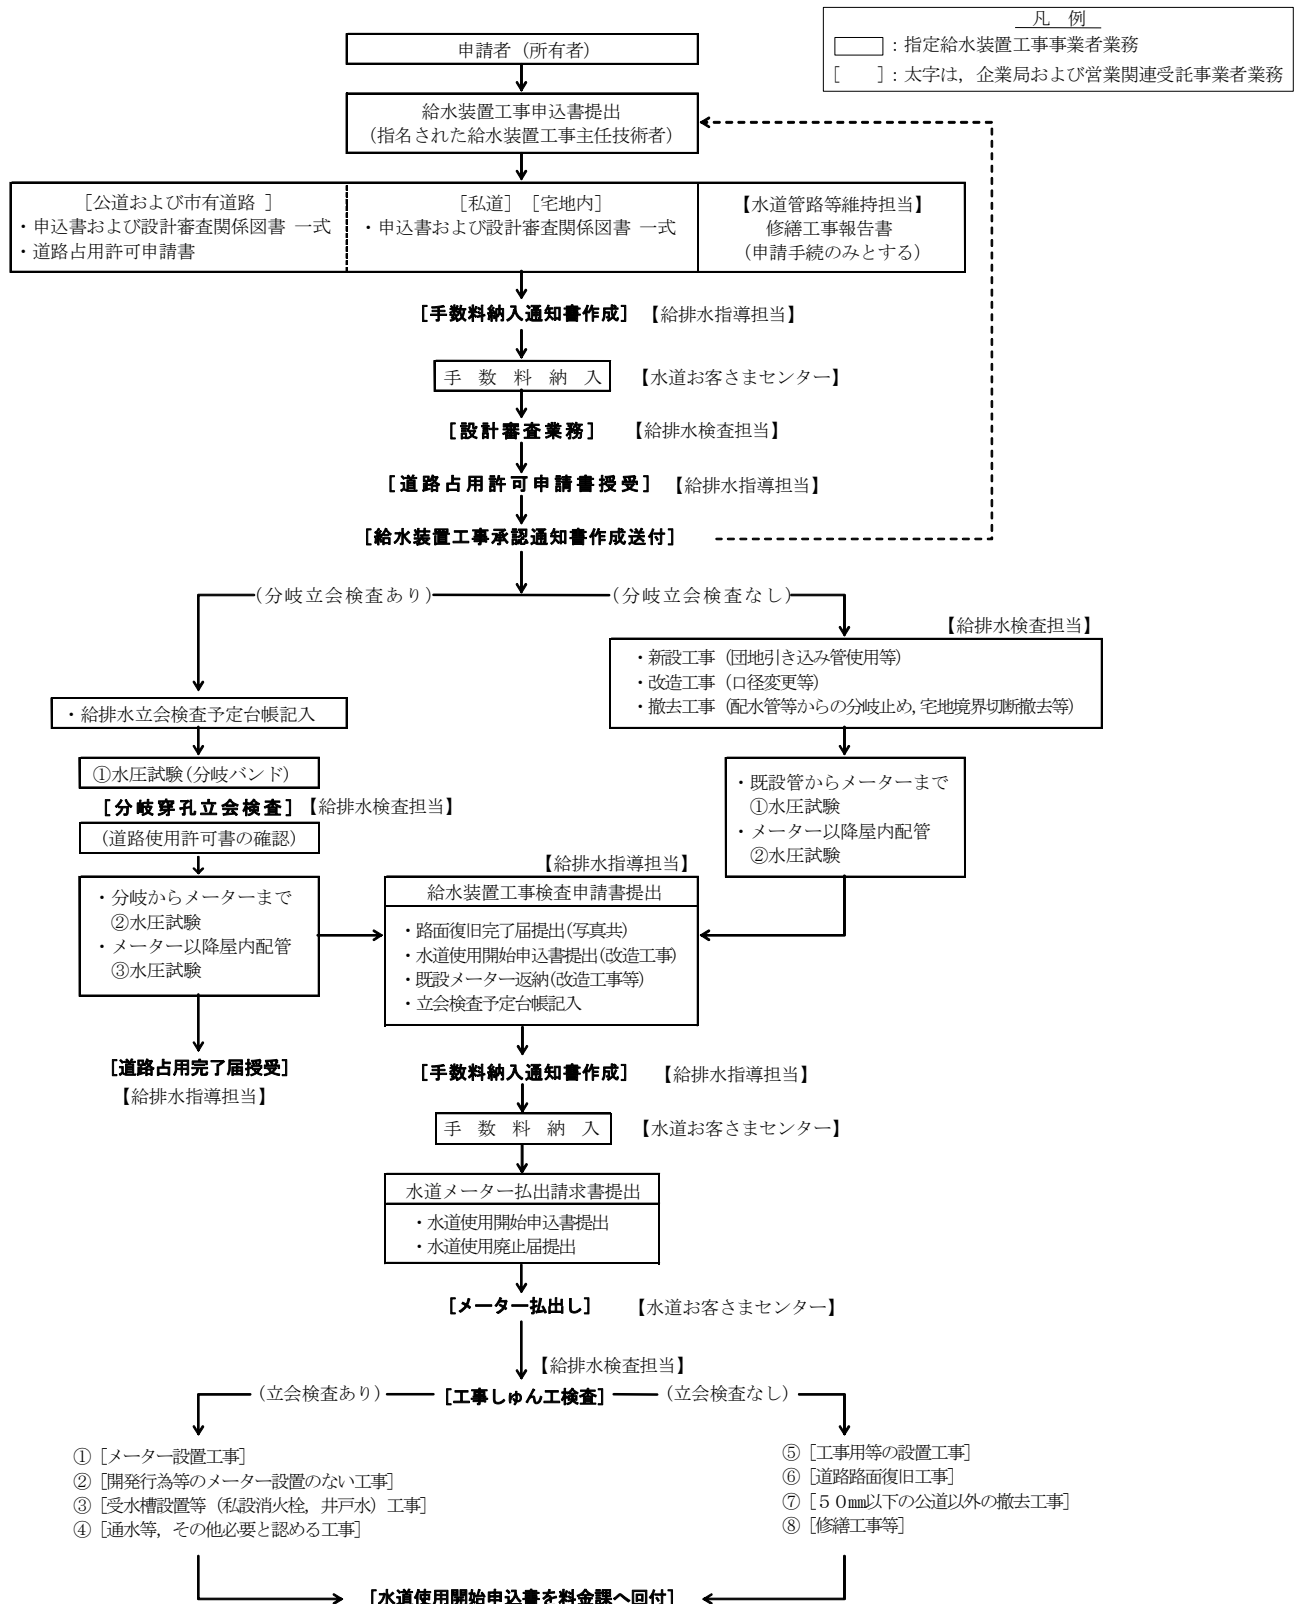 凡 例
：指定給水装置工事事業者業務
［　　］：太字は，企業局および営業関連受託事業者業務
申請者（所有者）
給水装置工事申込書提出
（指名された給水装置工事主任技術者）
［公道および市有道路 ］
・申込書および設計審査関係図書 一式
・道路占用許可申請書
［私道］［宅地内］
・申込書および設計審査関係図書 一式
【水道管路等維持担当】
修繕工事報告書
（申請手続のみとする）
［手数料納入通知書作成］ 【給排水指導担当】
手 数 料 納 入 【水道お客さまセンター】
［設計審査業務］ 【給排水検査担当】
［道路占用許可申請書授受］ 【給排水指導担当】
［給水装置工事承認通知書作成送付］
（分岐立会検査あり） （分岐立会検査なし）
【給排水検査担当】
・新設工事（団地引き込み管使用等）
・改造工事（口径変更等）
・撤去工事（配水管等からの分岐止め,宅地境界切断撤去等）
・給排水立会検査予定台帳記入
①水圧試験(分岐バンド)
［分岐穿孔立会検査］【給排水検査担当】
（道路使用許可書の確認）
・既設管からメーターまで
①水圧試験
・メーター以降屋内配管
②水圧試験
・分岐からメーターまで
②水圧試験
・メーター以降屋内配管
③水圧試験
【給排水指導担当】
給水装置工事検査申請書提出
・路面復旧完了届提出(写真共)
・水道使用開始申込書提出(改造工事)
・既設メーター返納(改造工事等)
・立会検査予定台帳記入
［道路占用完了届授受］
【給排水指導担当】
［手数料納入通知書作成］ 【給排水指導担当】
手 数 料 納 入 【水道お客さまセンター】
水道メーター払出請求書提出
・水道使用開始申込書提出
・水道使用廃止届提出
［メーター払出し］ 【水道お客さまセンター】
【給排水検査担当】
（立会検査あり） ［工事しゅん工検査］ （立会検査なし）
①［メーター設置工事］
②［開発行為等のメーター設置のない工事］
③［受水槽設置等（私設消火栓，井戸水）工事］
④［通水等，その他必要と認める工事］
⑤［工事用等の設置工事］
⑥［道路路面復旧工事］
⑦［５０㎜以下の公道以外の撤去工事］
⑧［修繕工事等］
［水道使用開始申込書を料金課へ回付］